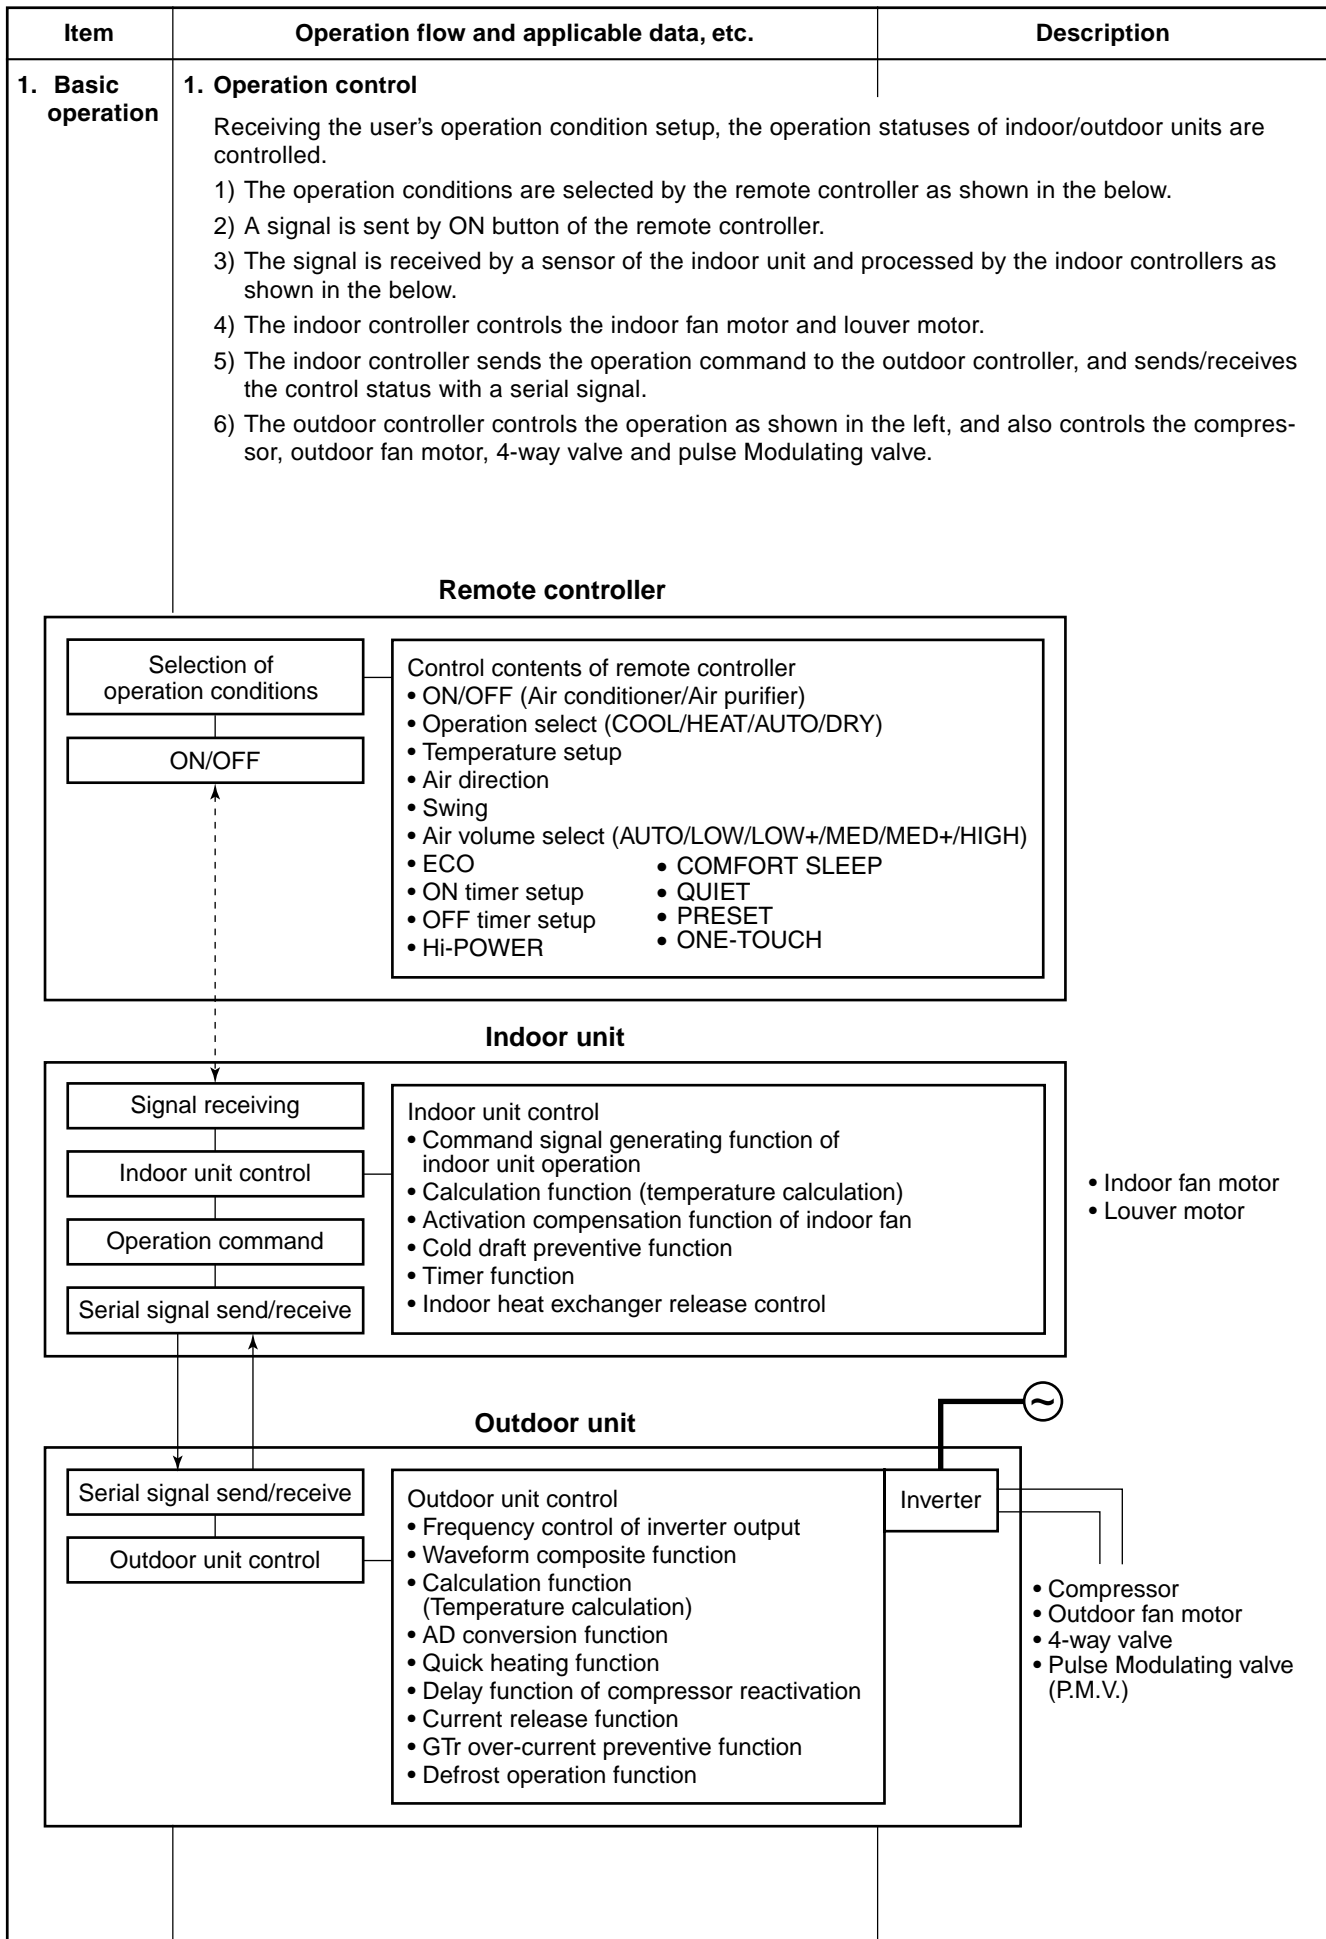 Item
Operation flow and applicable data, etc.
Description
1. Basic
operation
1. Operation control
Receiving the user's operation condition setup, the operation statuses of indoor/outdoor units are
controlled.
1) The operation conditions are selected by the remote controller as shown in the below.
2) A signal is sent by ON button of the remote controller.
3) The signal is received by a sensor of the indoor unit and processed by the indoor controllers as
shown in the below.
4) The indoor controller controls the indoor fan motor and louver motor.
5) The indoor controller sends the operation command to the outdoor controller, and sends/receives
the control status with a serial signal.
6) The outdoor controller controls the operation as shown in the left, and also controls the compres-
sor, outdoor fan motor, 4-way valve and pulse Modulating valve.
Remote controller
Selection of
operation conditions
ON/OFF
Control contents of remote controller
• ON/OFF (Air conditioner/Air purifier)
• Operation select (COOL/HEAT/AUTO/DRY)
• Temperature setup
• Air direction
• Swing
• Air volume select (AUTO/LOW/LOW+/MED/MED+/HIGH)
• ECO
• ON timer setup
• OFF timer setup
• Hi-POWER
• COMFORT SLEEP
• QUIET
• PRESET
• ONE-TOUCH
Indoor unit
Signal receiving
Indoor unit control
Operation command
Serial signal send/receive
Indoor unit control
• Command signal generating function of
indoor unit operation
• Calculation function (temperature calculation)
• Activation compensation function of indoor fan
• Cold draft preventive function
• Timer function
• Indoor heat exchanger release control
• Indoor fan motor
• Louver motor
Outdoor unit
~
Serial signal send/receive
Outdoor unit control
Outdoor unit control
• Frequency control of inverter output
• Waveform composite function
• Calculation function
(Temperature calculation)
• AD conversion function
• Quick heating function
• Delay function of compressor reactivation
• Current release function
• GTr over-current preventive function
• Defrost operation function
Inverter
• Compressor
• Outdoor fan motor
• 4-way valve
• Pulse Modulating valve
(P.M.V.)